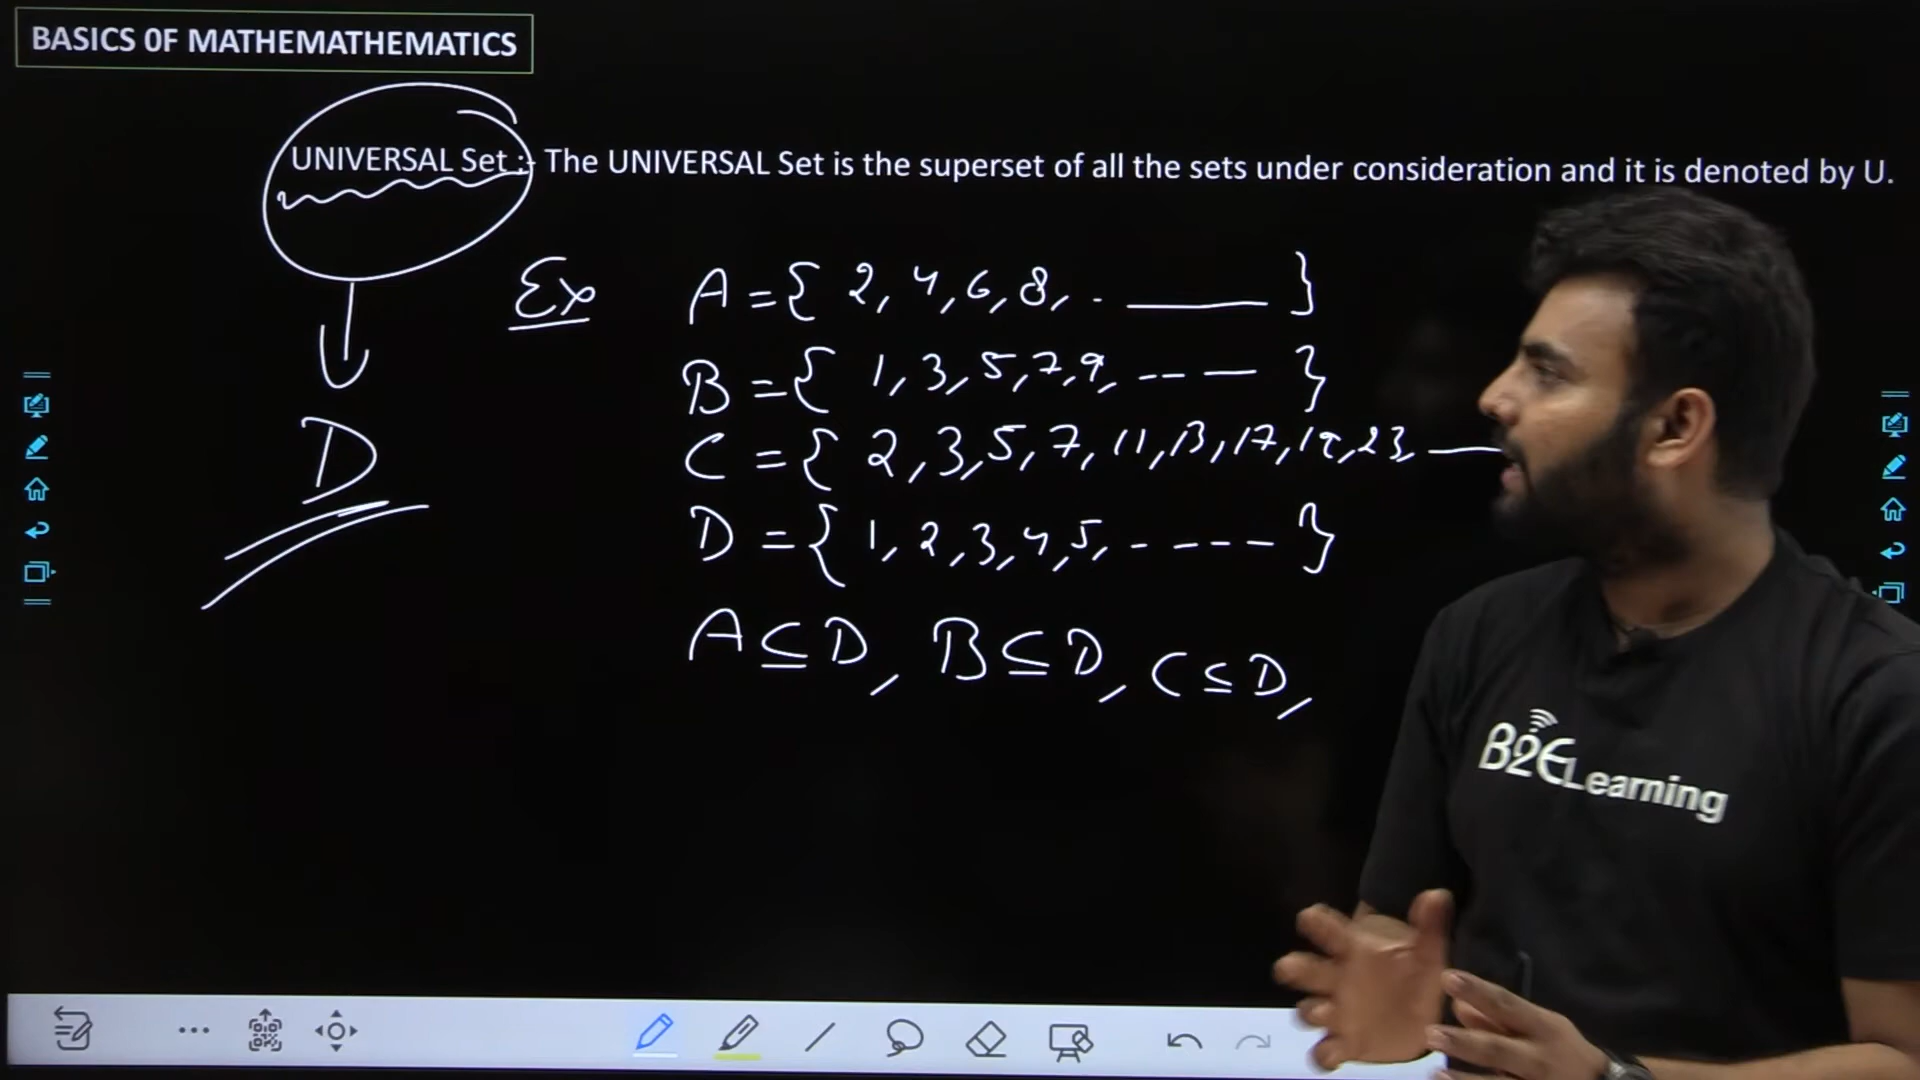 BASICS 0F MATHEMATHEMATICS
UNIVERSAL Set :- The UNIVERSAL Set is the superset of all the sets under consideration and it is denoted by U.
Ex A = { 2, 4, 6, 8, . ——— }
B = { 1, 3, 5, 7, 9, -- — }
C = { 2, 3, 5, 7, 11, 13, 17, 19, 23, —
D
D = { 1, 2, 3, 4, 5, - --- }
A ⊆ D, B ⊆ D, C ⊆ D,
B2E Learning